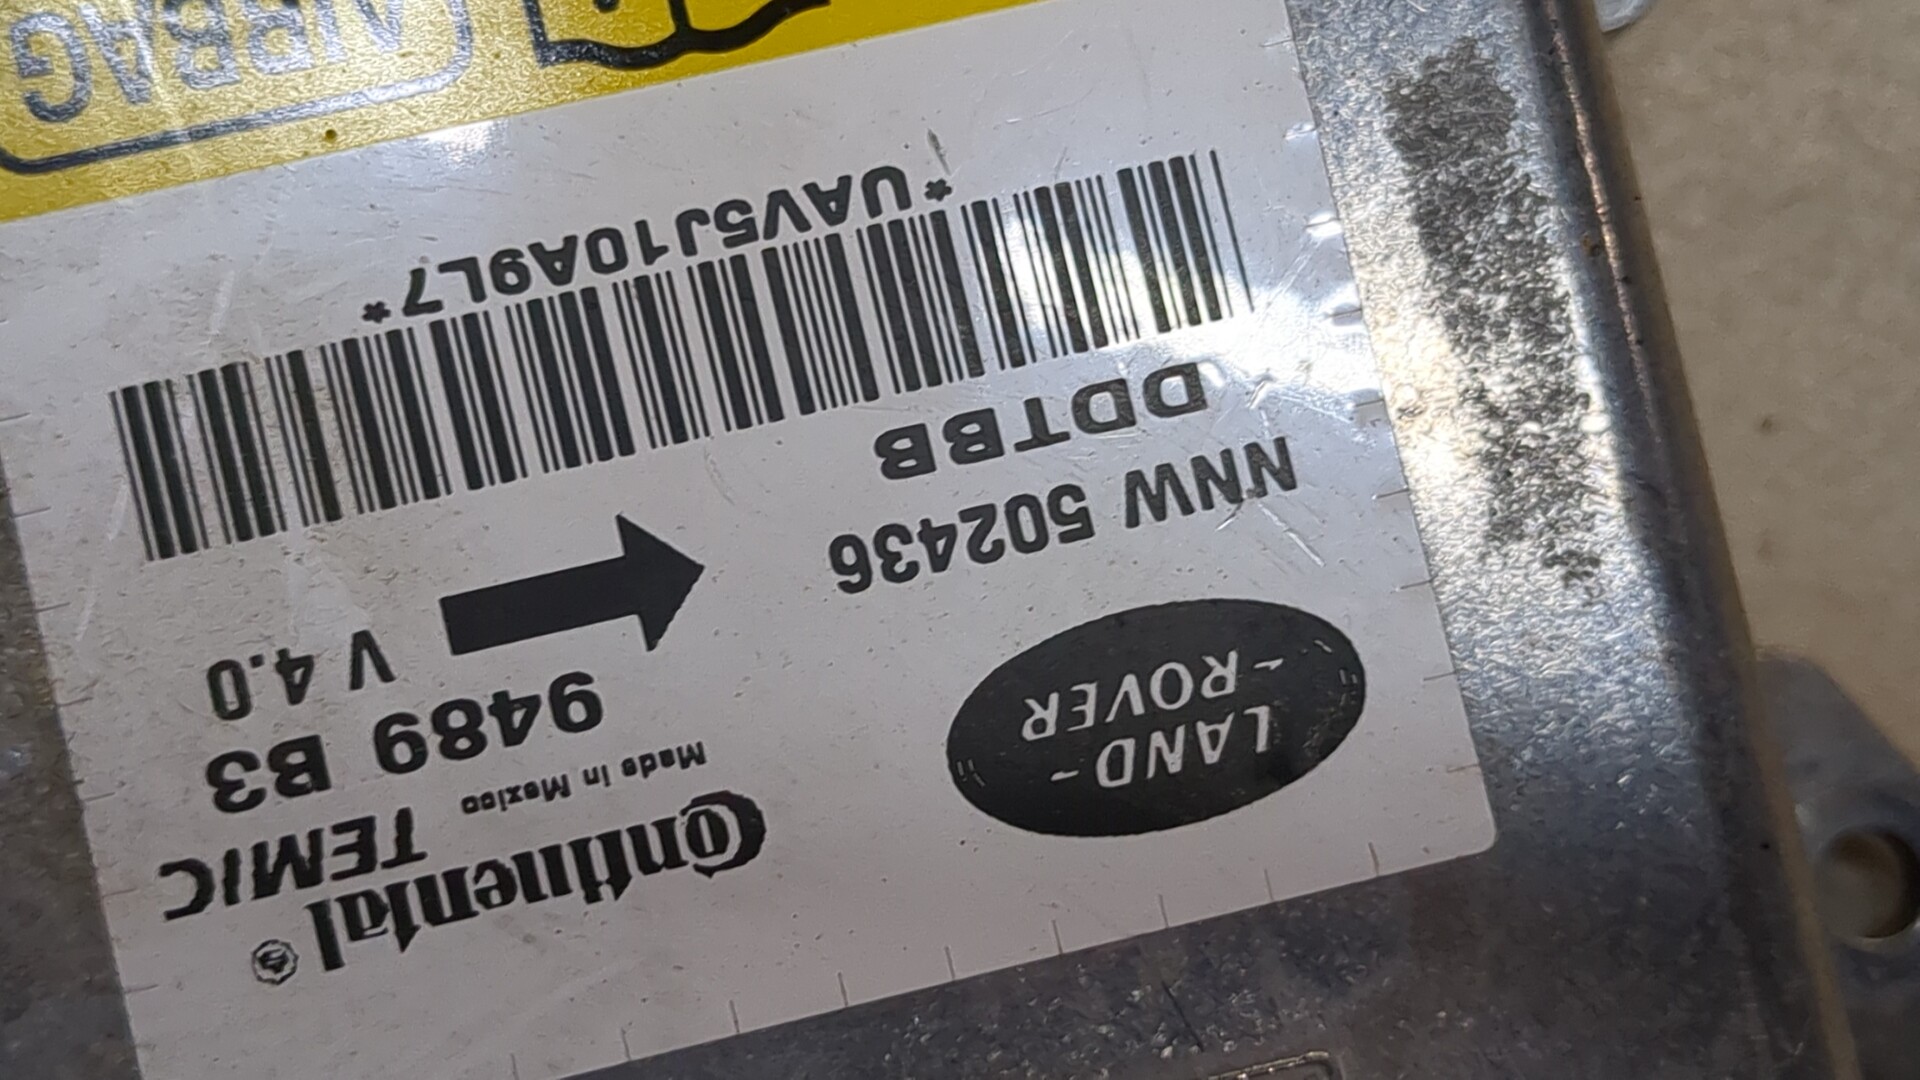 Continental®
TEMIC
Made in Mexico
9489 B3
V 4.0
LAND-
-ROVER
NNW 502436
DDTBB
*UAV5J10A9L7*
AIRBAG